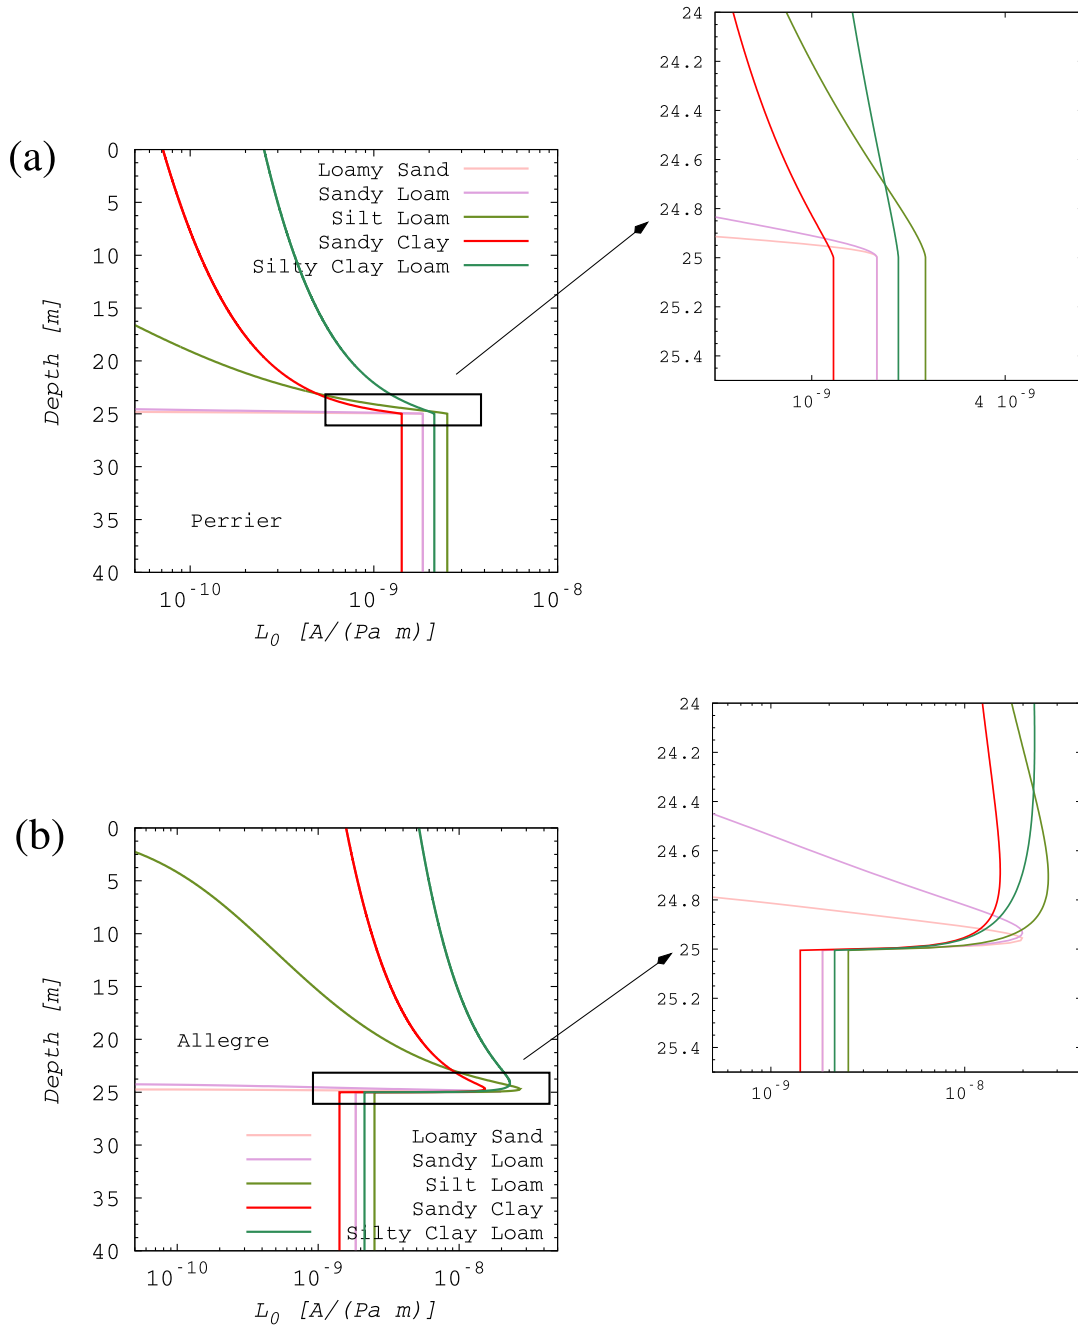 (a)
0
5
10
15
20
25
30
35
40
Depth [m]
Loamy Sand
Sandy Loam
Silt Loam
Sandy Clay
Silty Clay Loam
Perrier
10⁻¹⁰ 10⁻⁹ 10⁻⁸
L₀ [A/(Pa m)]
24
24.2
24.4
24.6
24.8
25
25.2
25.4
10⁻⁹ 4 10⁻⁹
(b)
0
5
10
15
20
25
30
35
40
Depth [m]
Allegre
Loamy Sand
Sandy Loam
Silt Loam
Sandy Clay
Silty Clay Loam
10⁻¹⁰ 10⁻⁹ 10⁻⁸
L₀ [A/(Pa m)]
24
24.2
24.4
24.6
24.8
25
25.2
25.4
10⁻⁹ 10⁻⁸